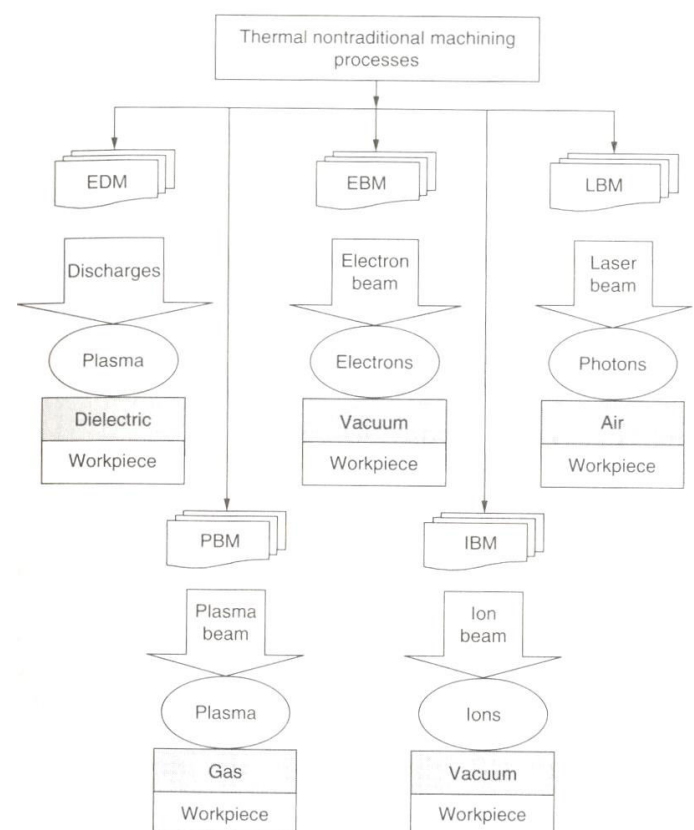 Thermal nontraditional machining
processes
EDM
EBM
LBM
Discharges
Electron
beam
Laser
beam
Plasma
Electrons
Photons
Dielectric
Vacuum
Air
Workpiece
Workpiece
Workpiece
PBM
IBM
Plasma
beam
Ion
beam
Plasma
Ions
Gas
Vacuum
Workpiece
Workpiece